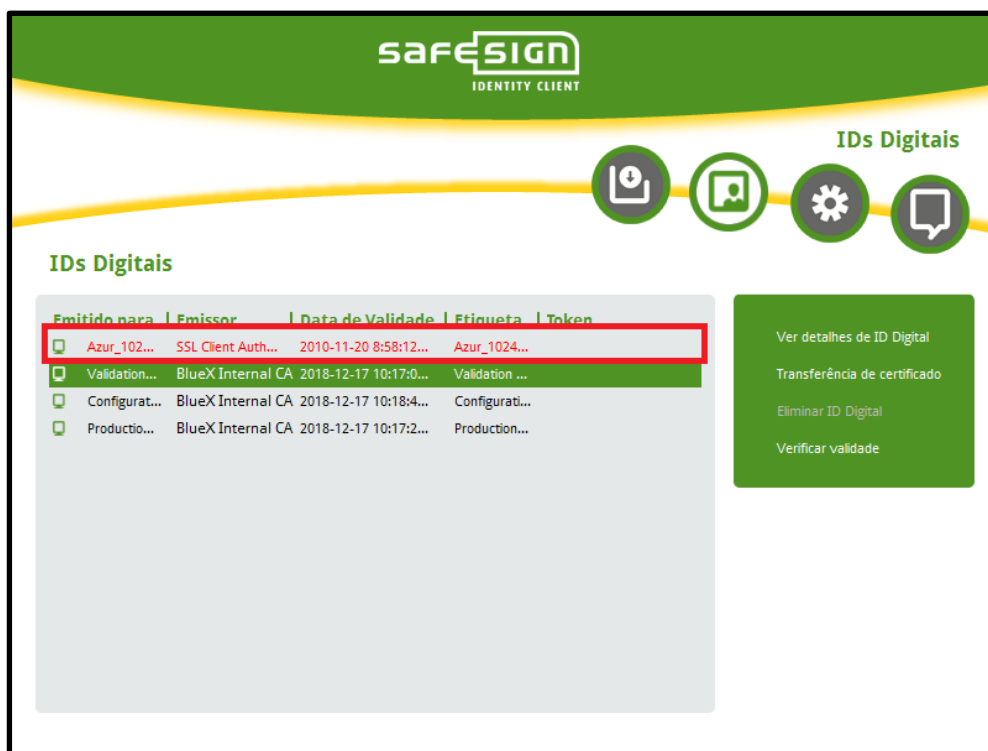 safesign
IDENTITY CLIENT
IDs Digitais
IDs Digitais
Emitido para Emissor Data de Validade Etiqueta Token
Azur_102... SSL Client Auth... 2010-11-20 8:58:12... Azur_1024...
Validation... BlueX Internal CA 2018-12-17 10:17:0... Validation ...
Configurat... BlueX Internal CA 2018-12-17 10:18:4... Configurati...
Productio... BlueX Internal CA 2018-12-17 10:17:2... Production...
Ver detalhes de ID Digital
Transferência de certificado
Eliminar ID Digital
Verificar validade